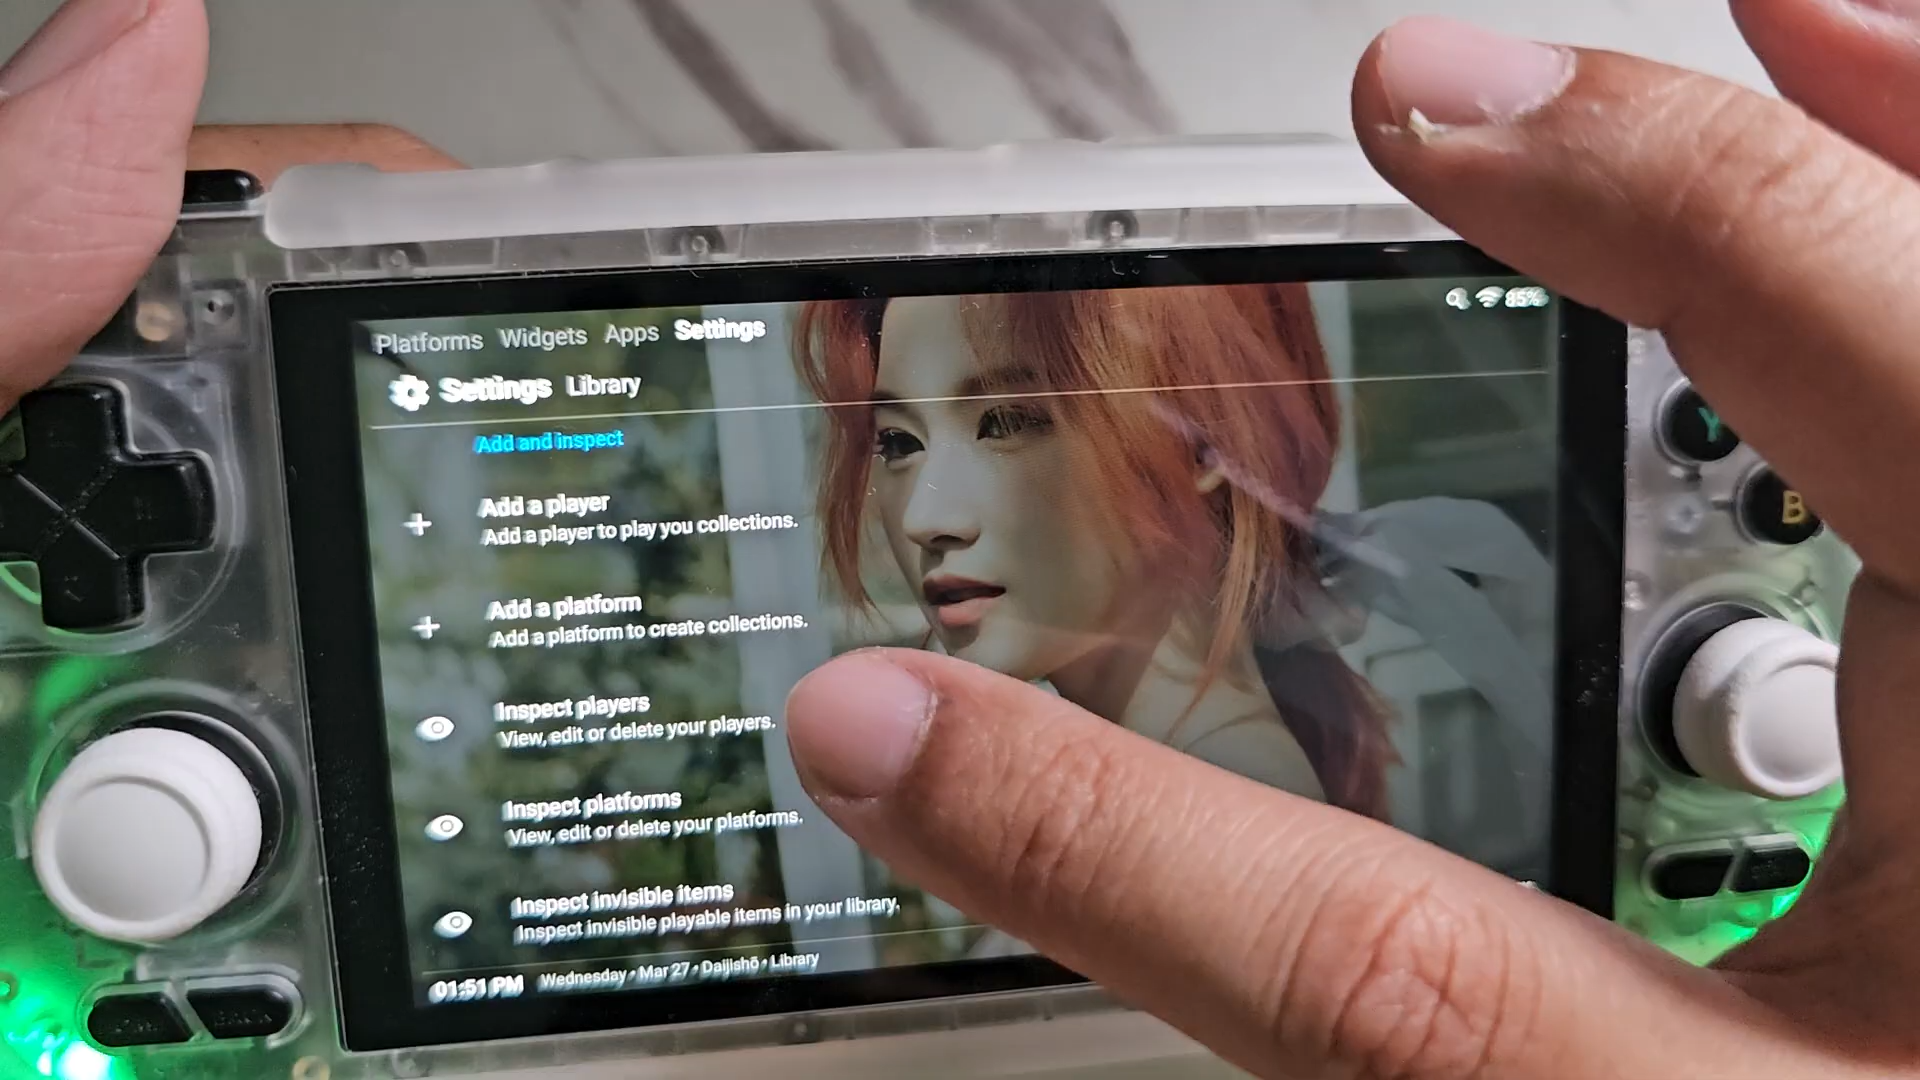 85%
Platforms Widgets Apps Settings
Settings Library
Add and inspect
Add a player
Add a player to play you collections.
Add a platform
Add a platform to create collections.
Inspect players
View, edit or delete your players.
Inspect platforms
View, edit or delete your platforms.
Inspect invisible items
Inspect invisible playable items in your library.
01:51 PM Wednesday • Mar 27 • Daijishō • Library
Y
B
BACK